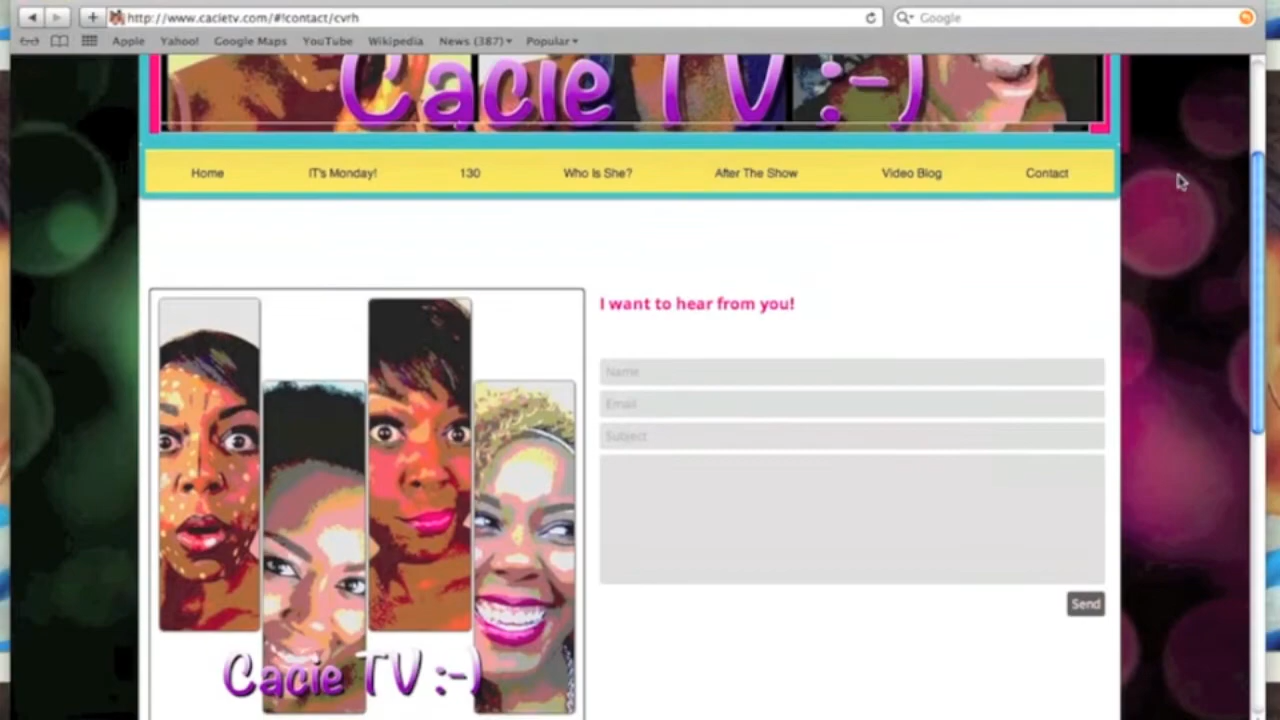 http://www.cacietv.com/#!contact/cvrh
Google
Apple Yahoo! Google Maps YouTube Wikipedia News (387) Popular
Cacie TV :-)
Home IT's Monday! 130 Who Is She? After The Show Video Blog Contact
I want to hear from you!
Name
Email
Subject
Send
Cacie TV :-)